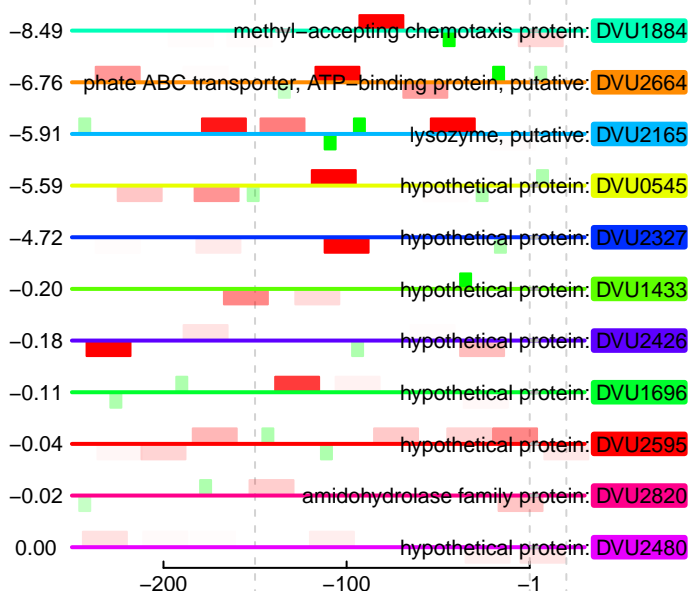 −8.49 methyl−accepting chemotaxis protein: DVU1884
−6.76 phate ABC transporter, ATP−binding protein, putative: DVU2664
−5.91 lysozyme, putative: DVU2165
−5.59 hypothetical protein: DVU0545
−4.72 hypothetical protein: DVU2327
−0.20 hypothetical protein: DVU1433
−0.18 hypothetical protein: DVU2426
−0.11 hypothetical protein: DVU1696
−0.04 hypothetical protein: DVU2595
−0.02 amidohydrolase family protein: DVU2820
0.00 hypothetical protein: DVU2480
−200 −100 −1